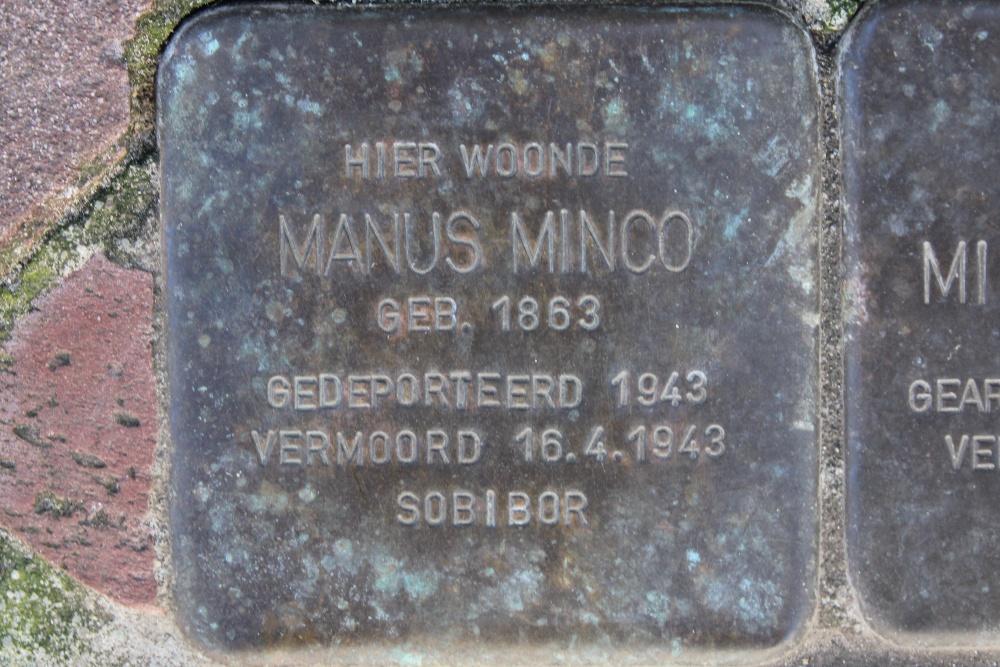 HIER WOONDE
MANUS MINCO
GEB. 1863
GEDEPORTEERD 1943
VERMOORD 16.4.1943
SOBIBOR